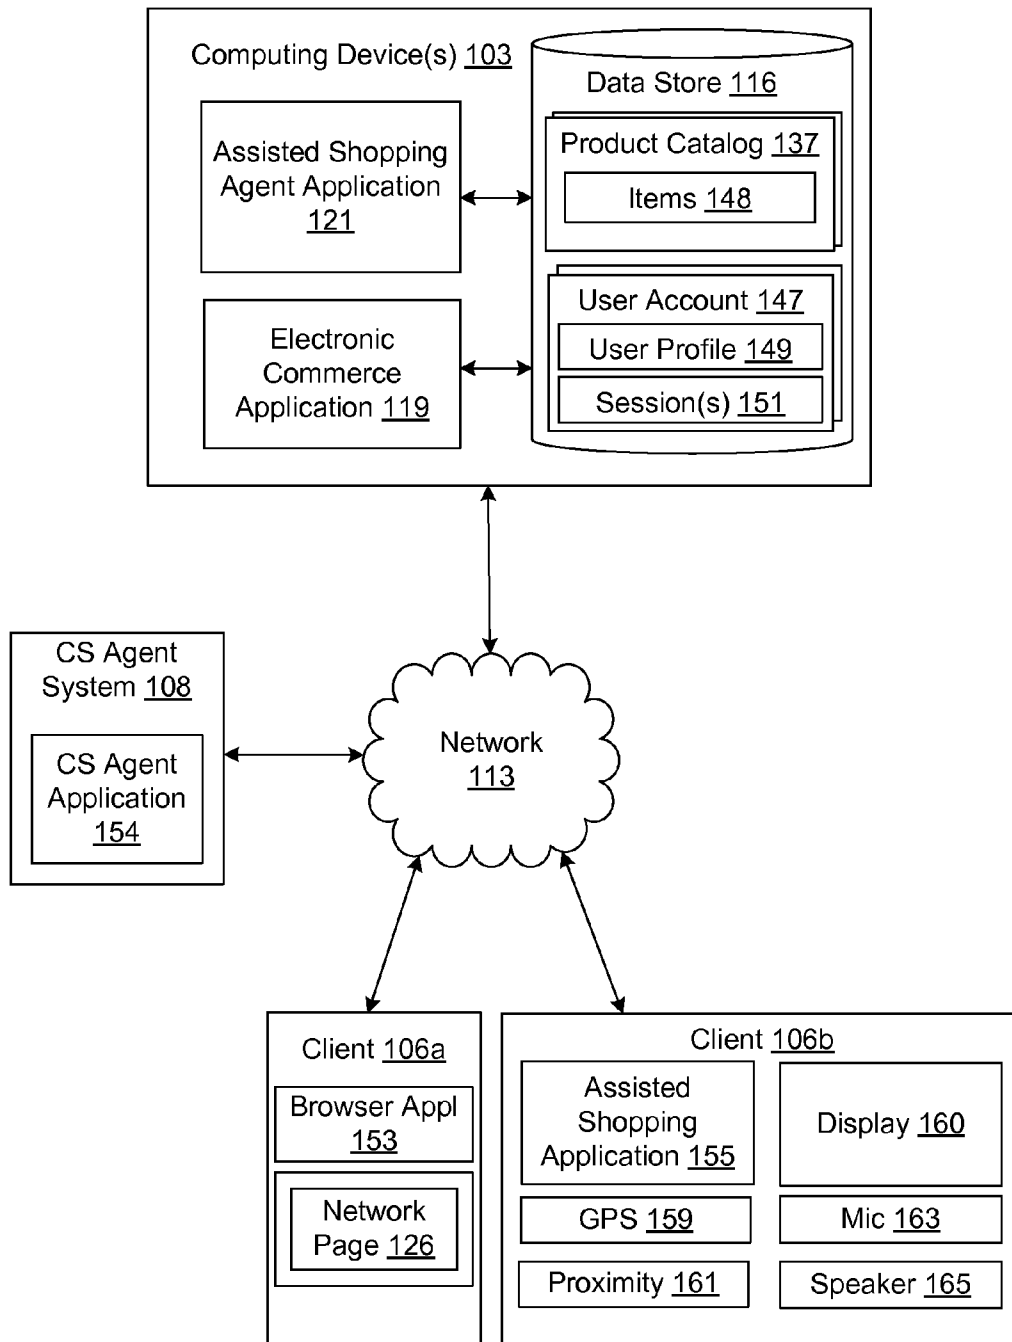 Computing Device(s) 103
Data Store 116
Assisted Shopping
Agent Application
121
Product Catalog 137
Items 148
Electronic
Commerce
Application 119
User Account 147
User Profile 149
Session(s) 151
CS Agent
System 108
CS Agent
Application
154
Network
113
Client 106a
Browser Appl
153
Network
Page 126
Client 106b
Assisted
Shopping
Application 155
Display 160
GPS 159
Mic 163
Proximity 161
Speaker 165